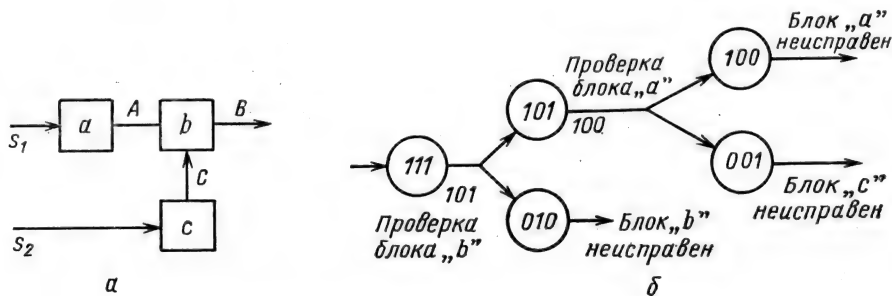 S₁
a
A
b
B
C
S₂
c
а
111
101
Проверка
блока „b"
101
100
Проверка
блока „a"
010
Блок „b"
неисправен
100
Блок „a"
неисправен
001
Блок „c"
неисправен
б